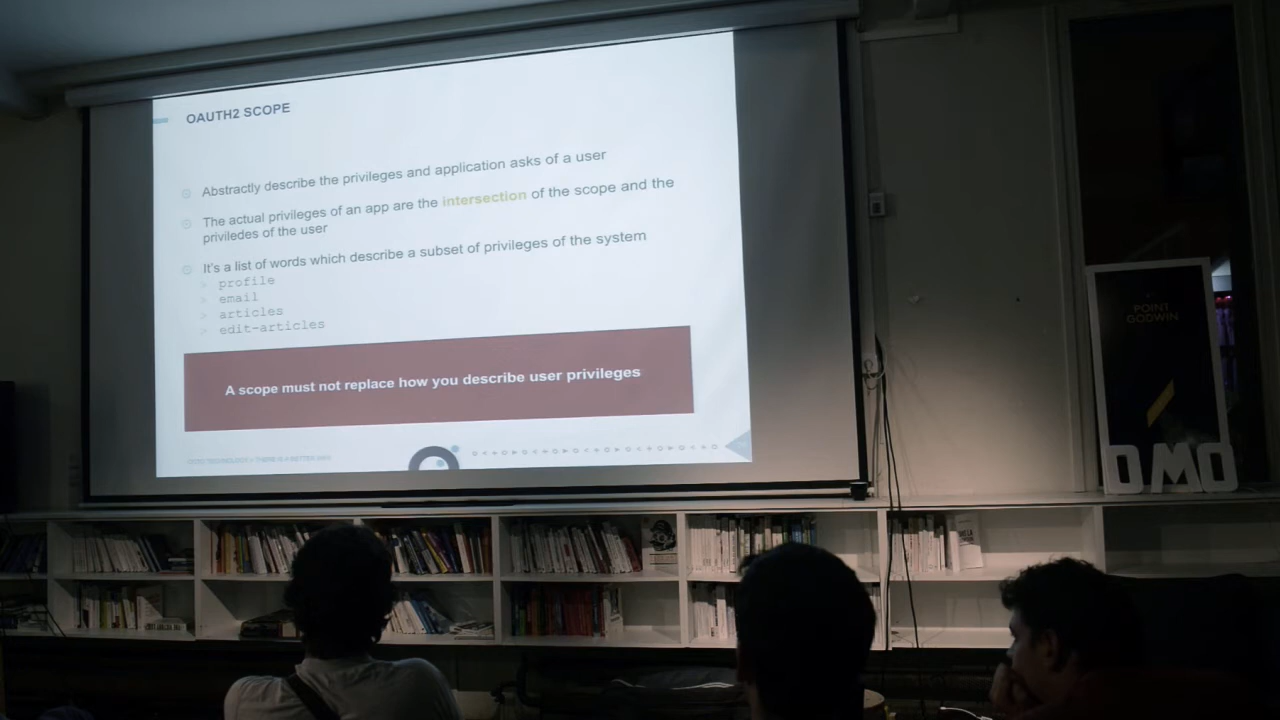 OAUTH2 SCOPE
Abstractly describe the privileges and application asks of a user
The actual privileges of an app are the intersection of the scope and the
priviledes of the user
It's a list of words which describe a subset of privileges of the system
profile
email
articles
edit-articles
A scope must not replace how you describe user privileges
POINT
GODWIN
OMO